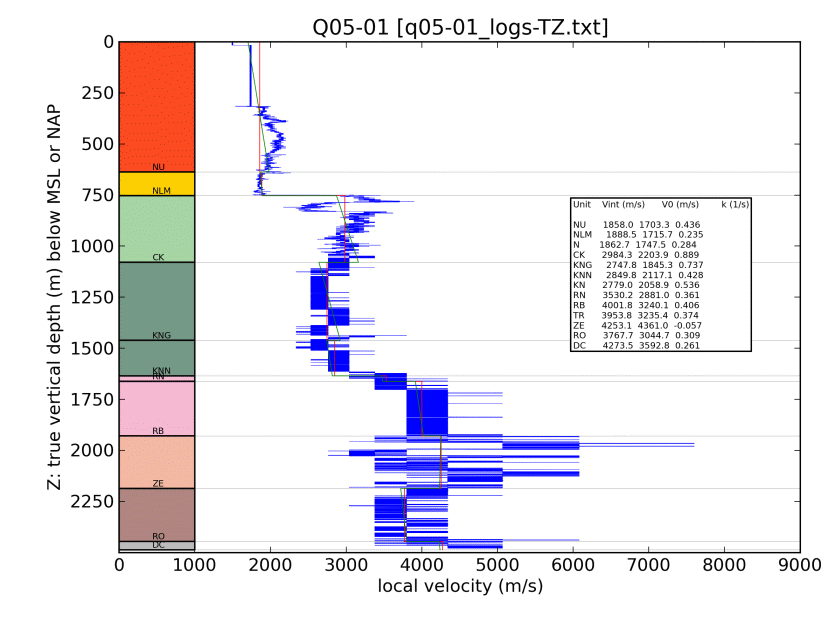 Q05-01 [q05-01_logs-TZ.txt]
Z: true vertical depth (m) below MSL or NAP
0
250
500
750
1000
1250
1500
1750
2000
2250
NU
NLM
CK
KNG
KNN
RN
RB
ZE
RO
DC
Unit Vint (m/s) V0 (m/s) k (1/s)
NU 1858.0 1703.3 0.436
NLM 1888.5 1715.7 0.235
N 1862.7 1747.5 0.284
CK 2984.3 2203.9 0.889
KNG 2747.8 1845.3 0.737
KNN 2849.8 2117.1 0.428
KN 2779.0 2058.9 0.536
RN 3530.2 2881.0 0.361
RB 4001.8 3240.1 0.406
TR 3953.8 3235.4 0.374
ZE 4253.1 4361.0 -0.057
RO 3767.7 3044.7 0.309
DC 4273.5 3592.8 0.261
0 1000 2000 3000 4000 5000 6000 7000 8000 9000
local velocity (m/s)